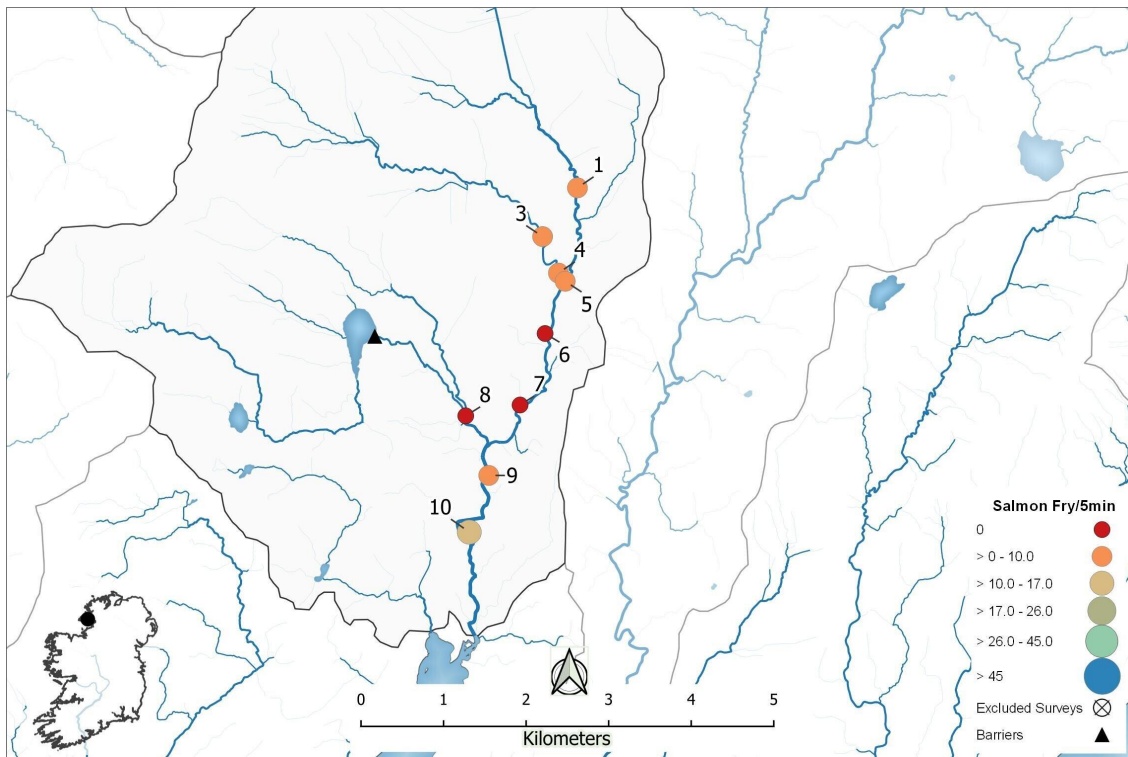 1
3
4
5
6
7
8
9
10
Salmon Fry/5min
0
> 0 - 10.0
> 10.0 - 17.0
> 17.0 - 26.0
> 26.0 - 45.0
> 45
Excluded Surveys
Barriers
0 1 2 3 4 5
Kilometers